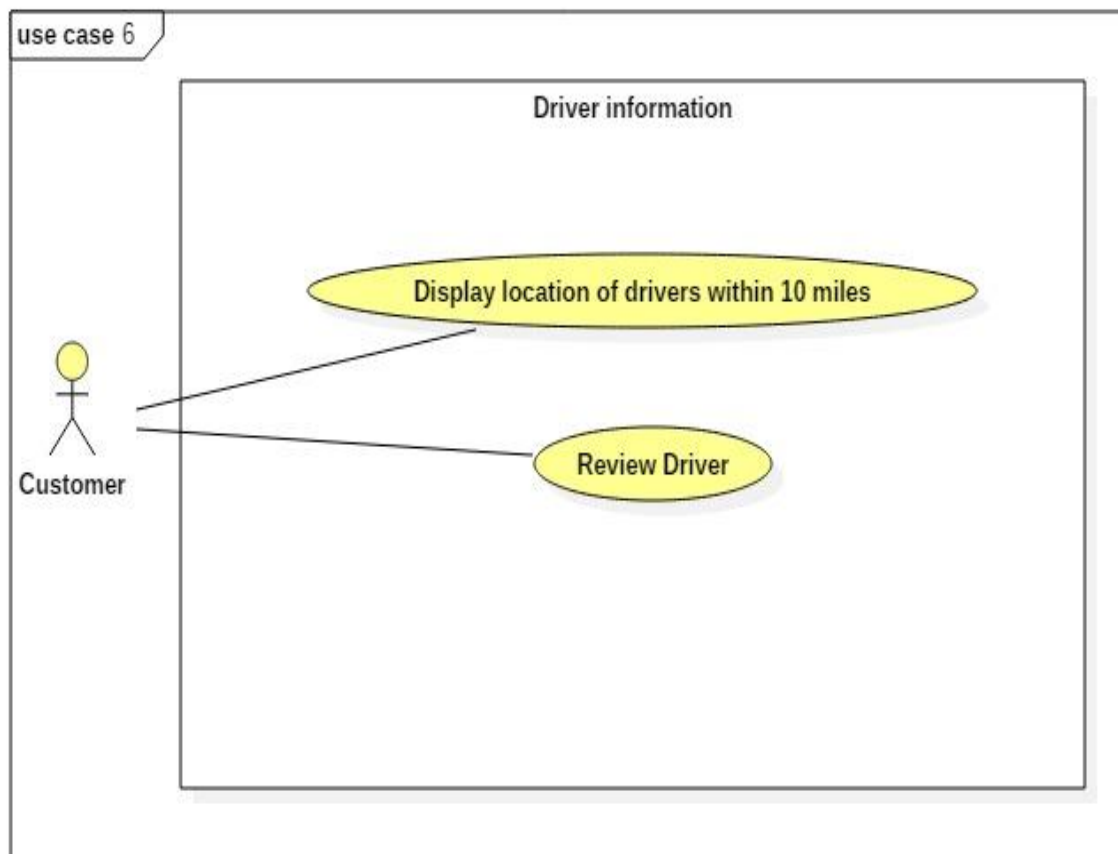 use case 6
Driver information
Display location of drivers within 10 miles
Review Driver
Customer